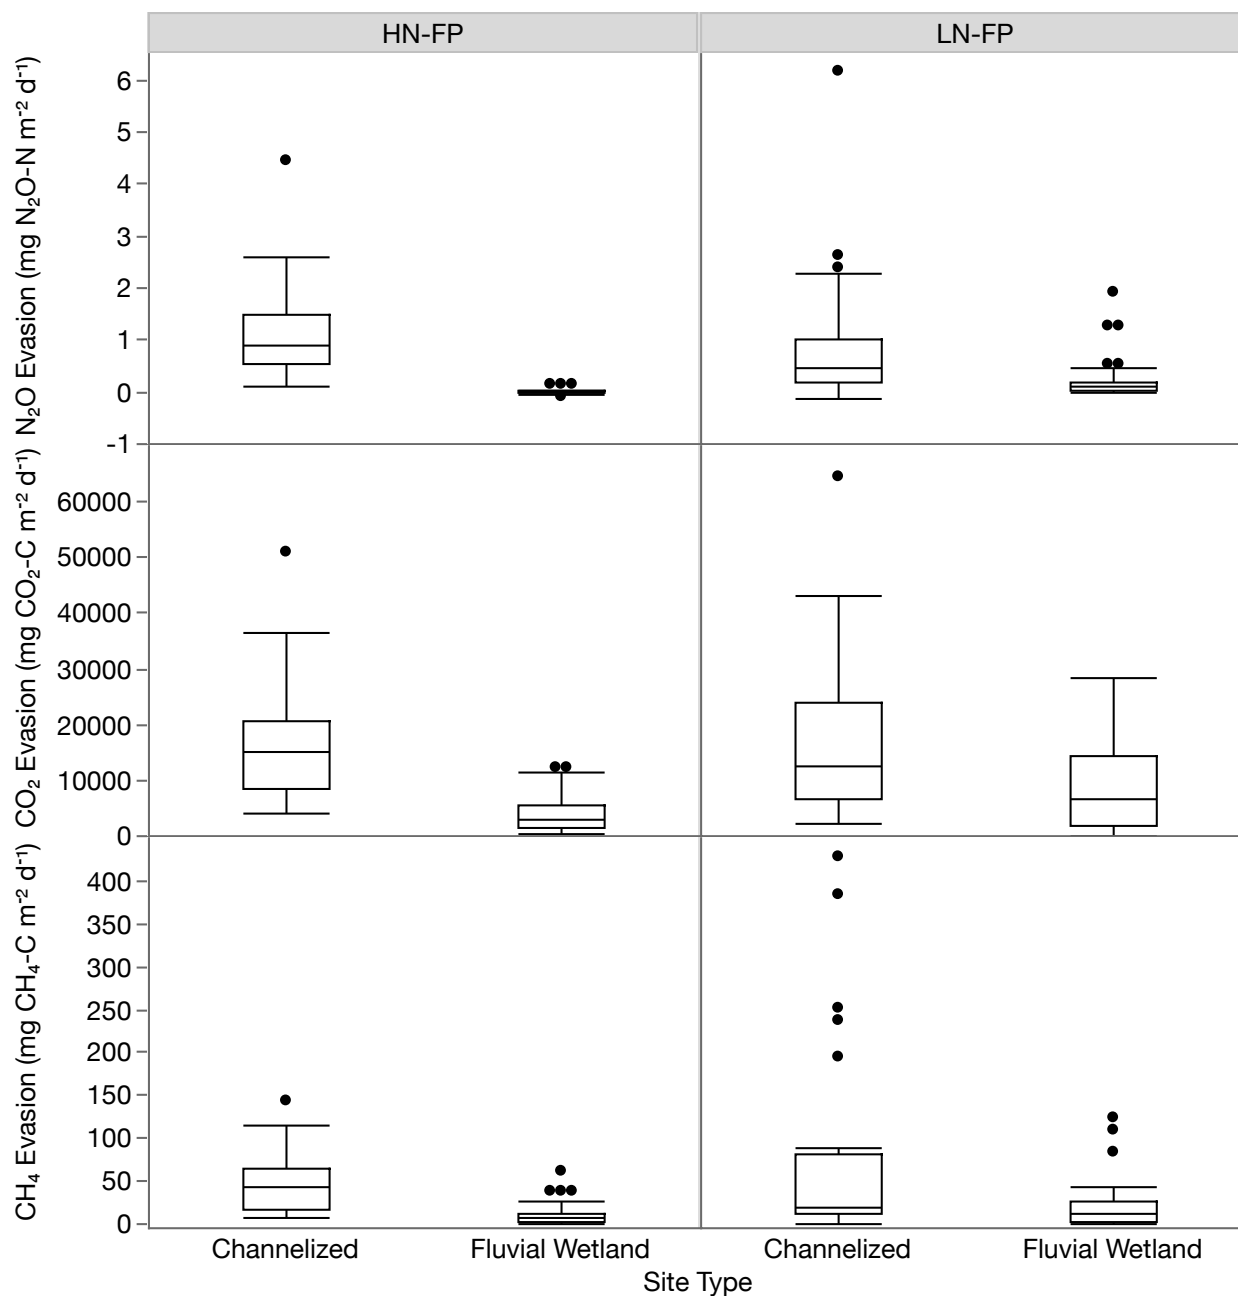 HN-FP
LN-FP
N₂O Evasion (mg N₂O-N m⁻² d⁻¹)
6
5
4
3
2
1
0
-1
CO₂ Evasion (mg CO₂-C m⁻² d⁻¹)
60000
50000
40000
30000
20000
10000
0
CH₄ Evasion (mg CH₄-C m⁻² d⁻¹)
400
350
300
250
200
150
100
50
0
Channelized
Fluvial Wetland
Channelized
Fluvial Wetland
Site Type